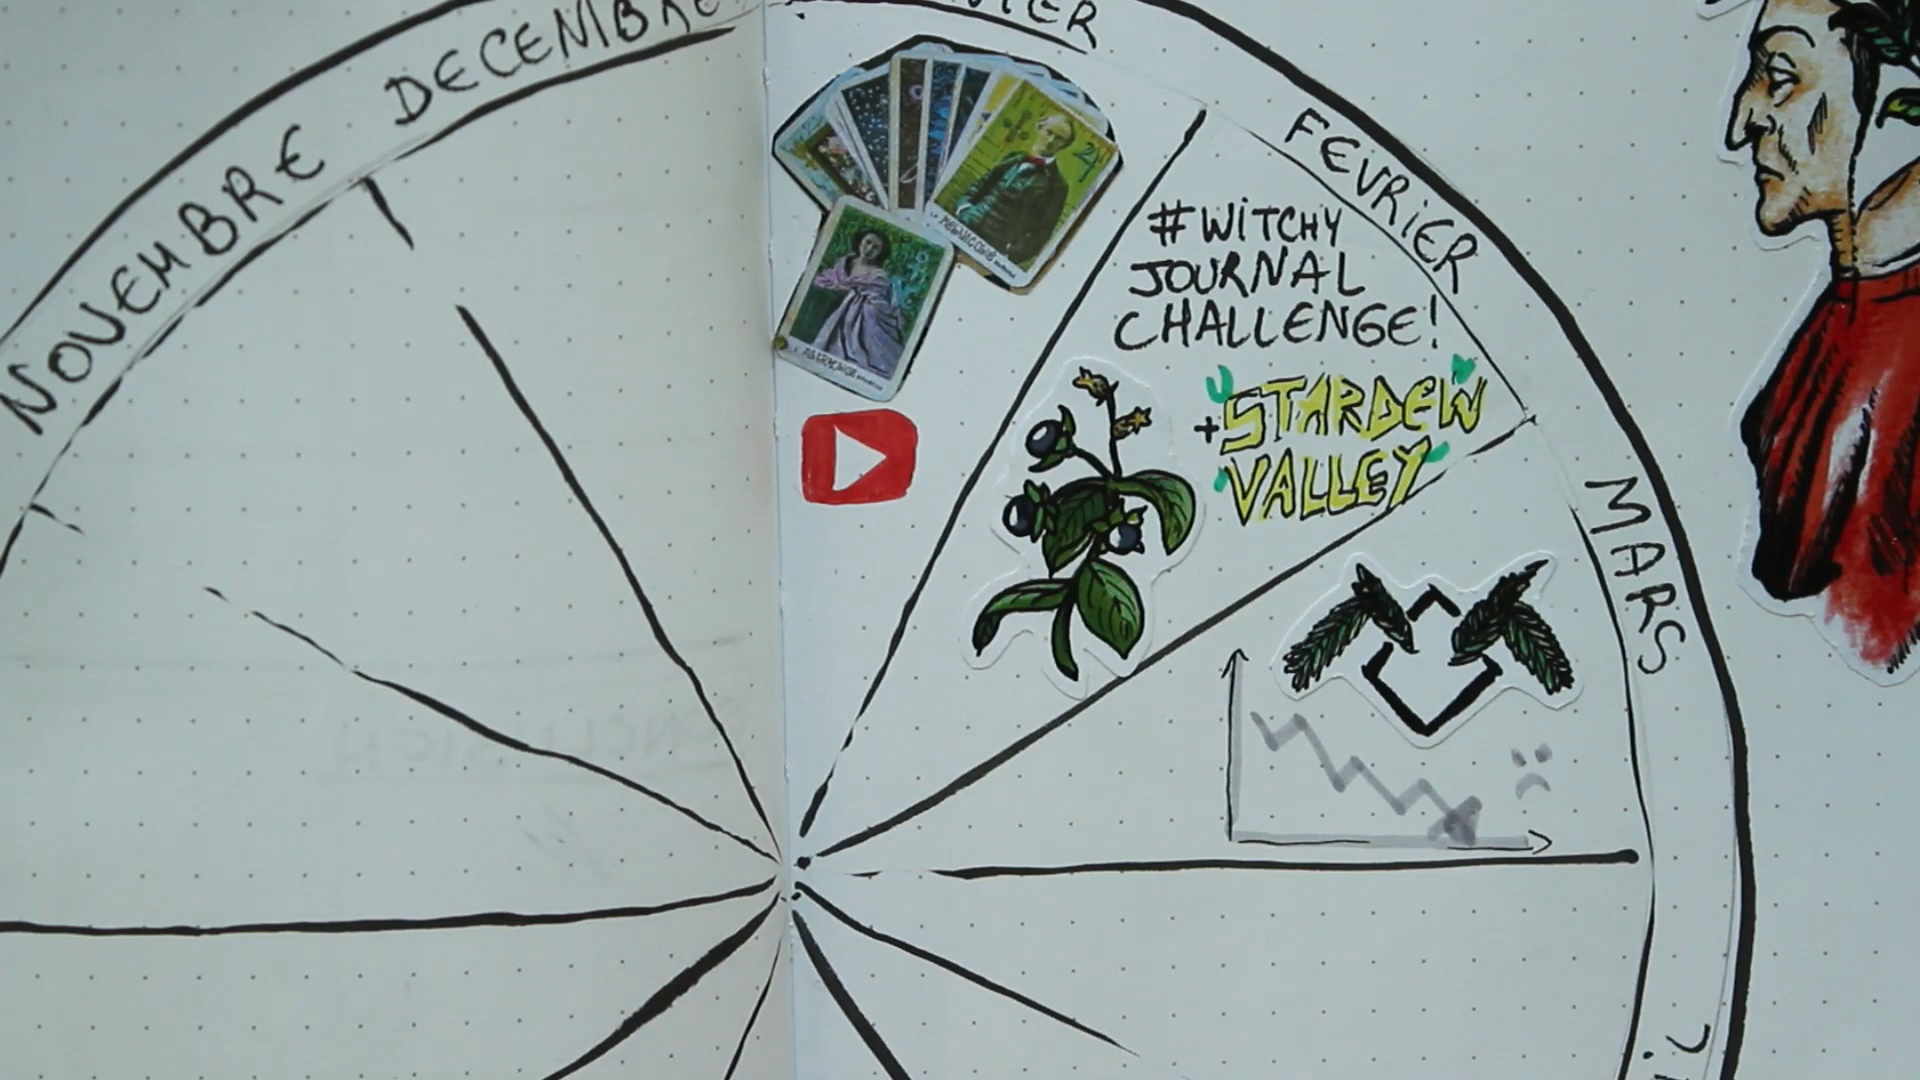 NOVEMBRE
DECEMBRE
FEVRIER
#WITCHY
JOURNAL
CHALLENGE!
+STARDEW
VALLEY
MARS